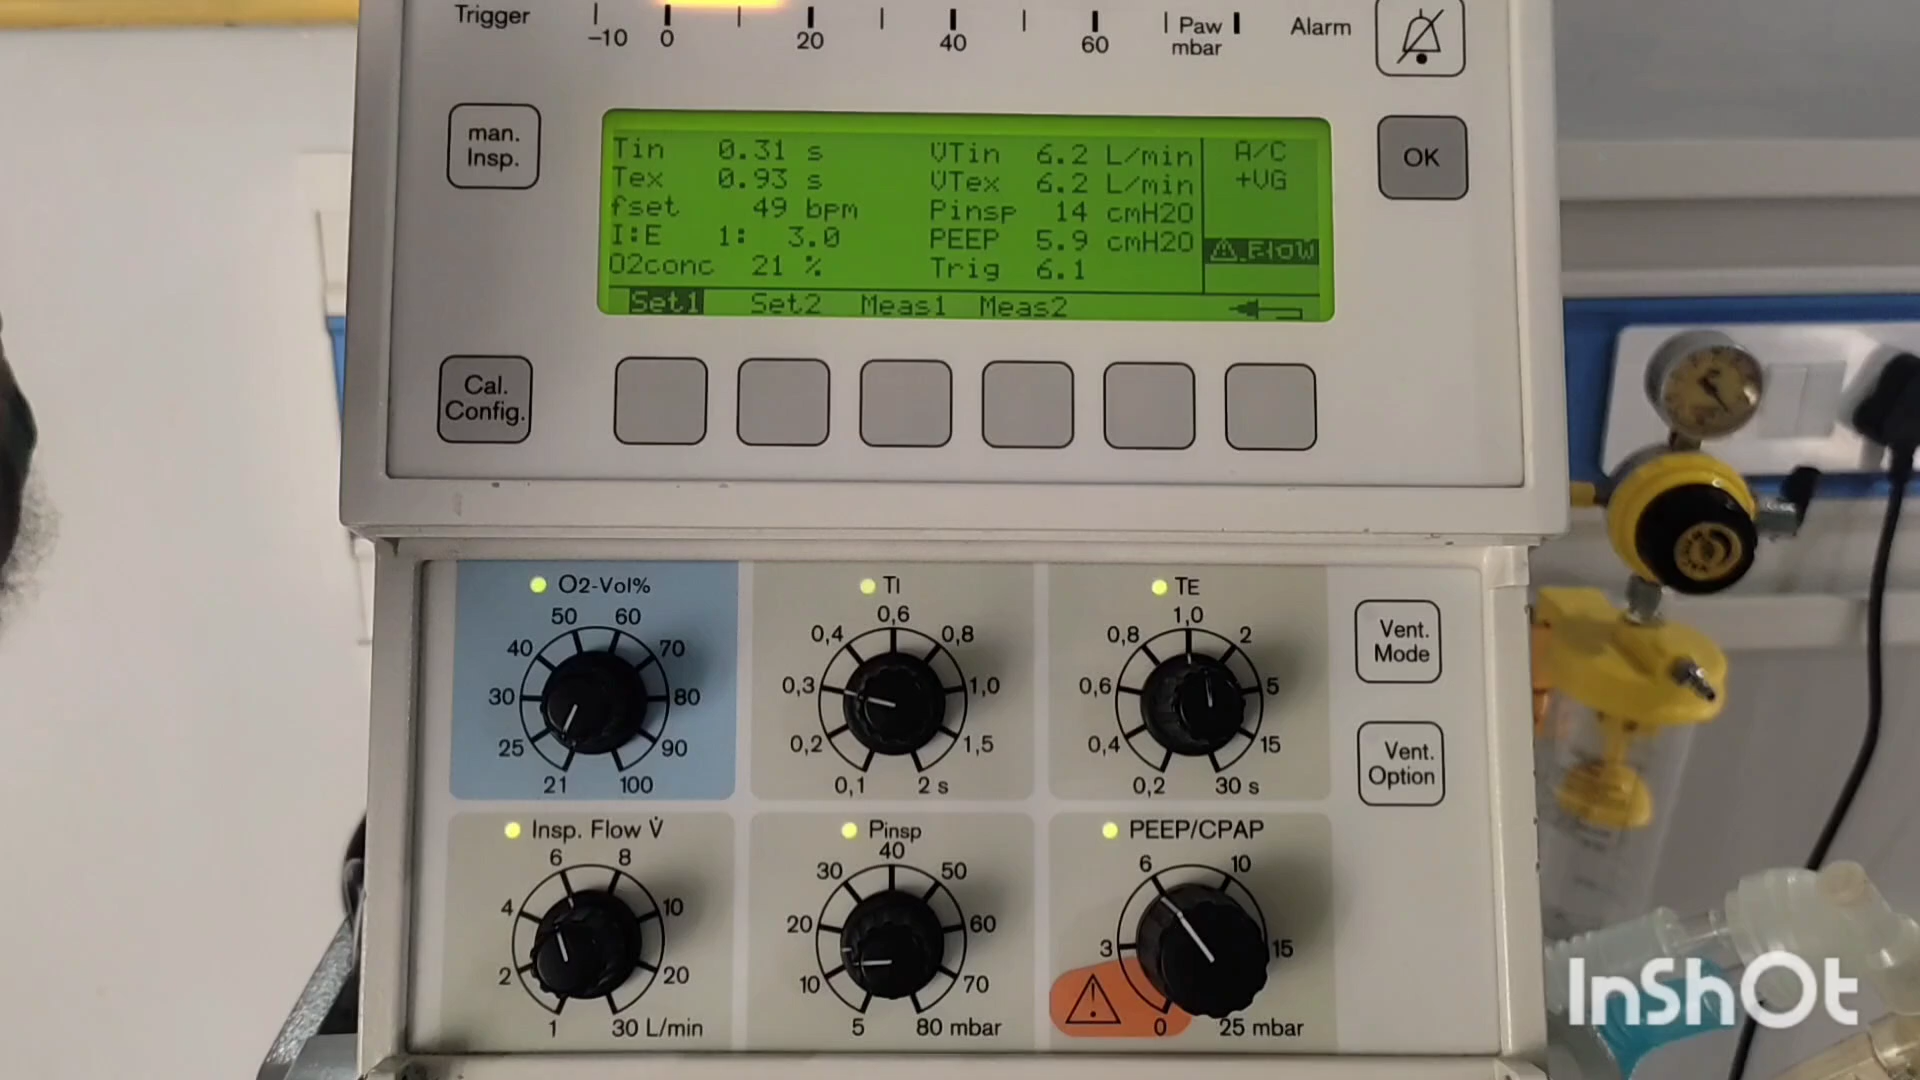 Trigger
-10 0 20 40 60 Paw mbar
Alarm
man. Insp.
Tin 0.31 s V̇Tin 6.2 L/min A/C
Tex 0.93 s V̇Tex 6.2 L/min +VG
fset 49 bpm Pinsp 14 cmH2O
I:E 1: 3.0 PEEP 5.9 cmH2O Flow
O2conc 21 % Trig 6.1
Set1 Set2 Meas1 Meas2
OK
Cal. Config.
O2-Vol%
21 25 30 40 50 60 70 80 90 100
TI
0,1 0,2 0,3 0,4 0,6 0,8 1,0 1,5 2 s
TE
0,2 0,4 0,6 0,8 1,0 2 5 15 30 s
Vent. Mode
Vent. Option
Insp. Flow V̇
1 2 4 6 8 10 20 30 L/min
Pinsp
5 10 20 30 40 50 60 70 80 mbar
PEEP/CPAP
0 3 6 10 15 25 mbar
InShOt